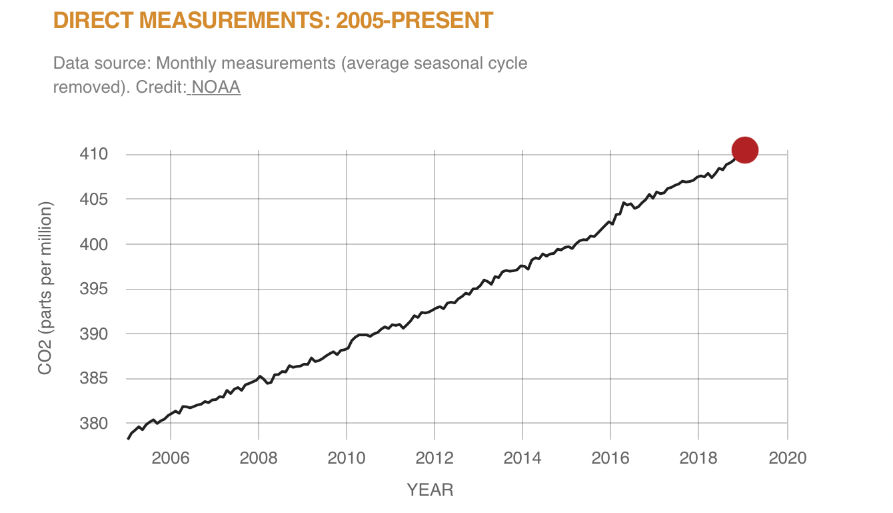 DIRECT MEASUREMENTS: 2005-PRESENT
Data source: Monthly measurements (average seasonal cycle
removed). Credit: NOAA
410
405
400
395
390
385
380
CO2 (parts per million)
2006 2008 2010 2012 2014 2016 2018 2020
YEAR